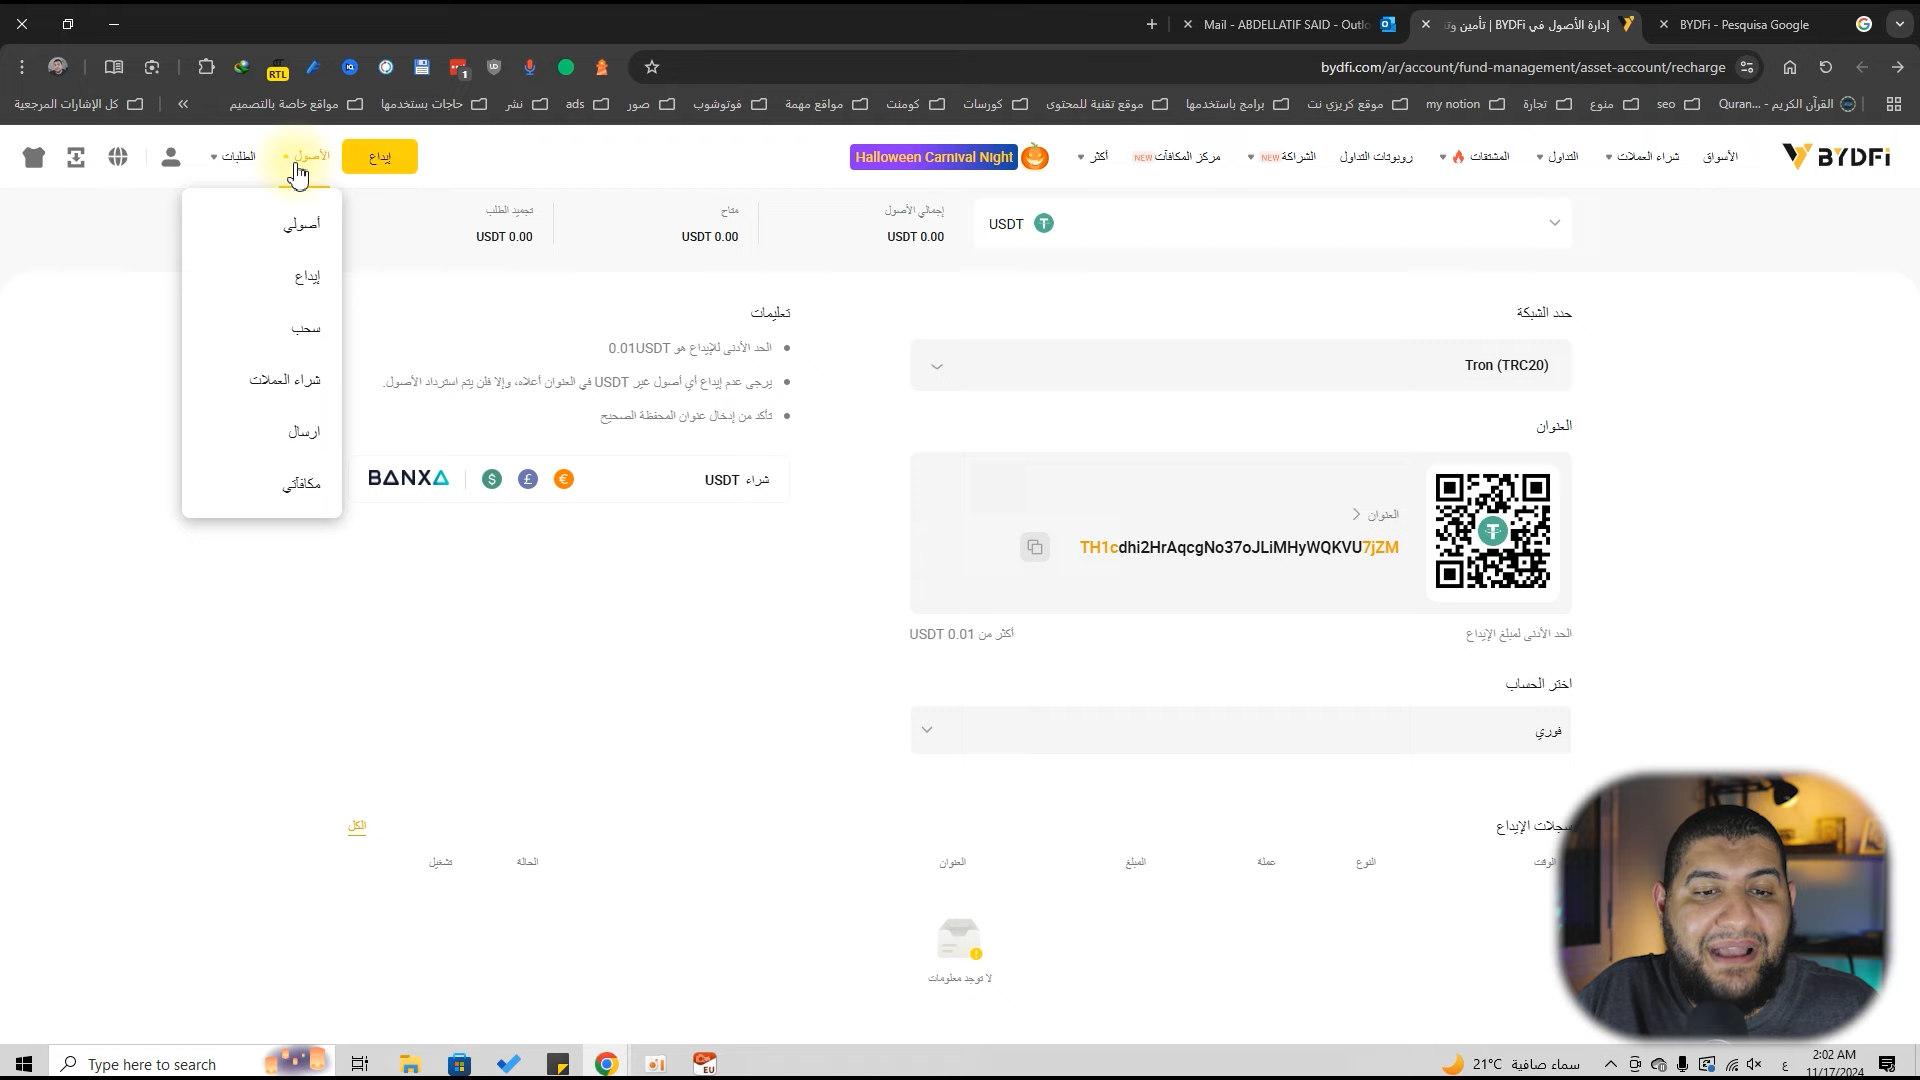 Mail - ABDELLATIF SAID - Outlo
إدارة الأصول في BYDFi | تأمين وت
BYDFi - Pesquisa Google
RTL
1
bydfi.com/ar/account/fund-management/asset-account/recharge
كل الإشارات المرجعية
«
مواقع خاصة بالتصميم
حاجات بستخدمها
نشر
ads
صور
فوتوشوب
مواقع مهمة
كومنت
كورسات
موقع تقنية للمحتوى
برامج باستخدمها
موقع كريزي نت
my notion
تجارة
منوع
seo
Quran... - القرآن الكريم
BYDFi
الأسواق
شراء العملات
التداول
المشتقات
روبوتات التداول
الشراكة NEW
مركز المكافآت NEW
أكثر
Halloween Carnival Night
إيداع
الأصول
الطلبات
USDT
إجمالي الأصول
USDT 0.00
متاح
USDT 0.00
تجميد الطلب
USDT 0.00
أصولي
إيداع
سحب
شراء العملات
ارسال
مكافآتي
حدد الشبكة
Tron (TRC20)
العنوان
العنوان
TH1cdhi2HrAqcgNo37oJLiMHyWQKVU7jZM
الحد الأدنى لمبلغ الإيداع
أكثر من 0.01 USDT
اختر الحساب
فوري
تعليمات
الحد الأدنى للإيداع هو 0.01USDT
يرجى عدم إيداع أي أصول غير USDT في العنوان أعلاه، وإلا فلن يتم استرداد الأصول.
تأكد من إدخال عنوان المحفظة الصحيح
شراء USDT
BANXA
سجلات الإيداع
الكل
الوقت
النوع
عملة
المبلغ
العنوان
الحالة
تشغيل
لا توجد معلومات
Type here to search
EU
21°C سماء صافية
ع
2:02 AM
11/17/2024